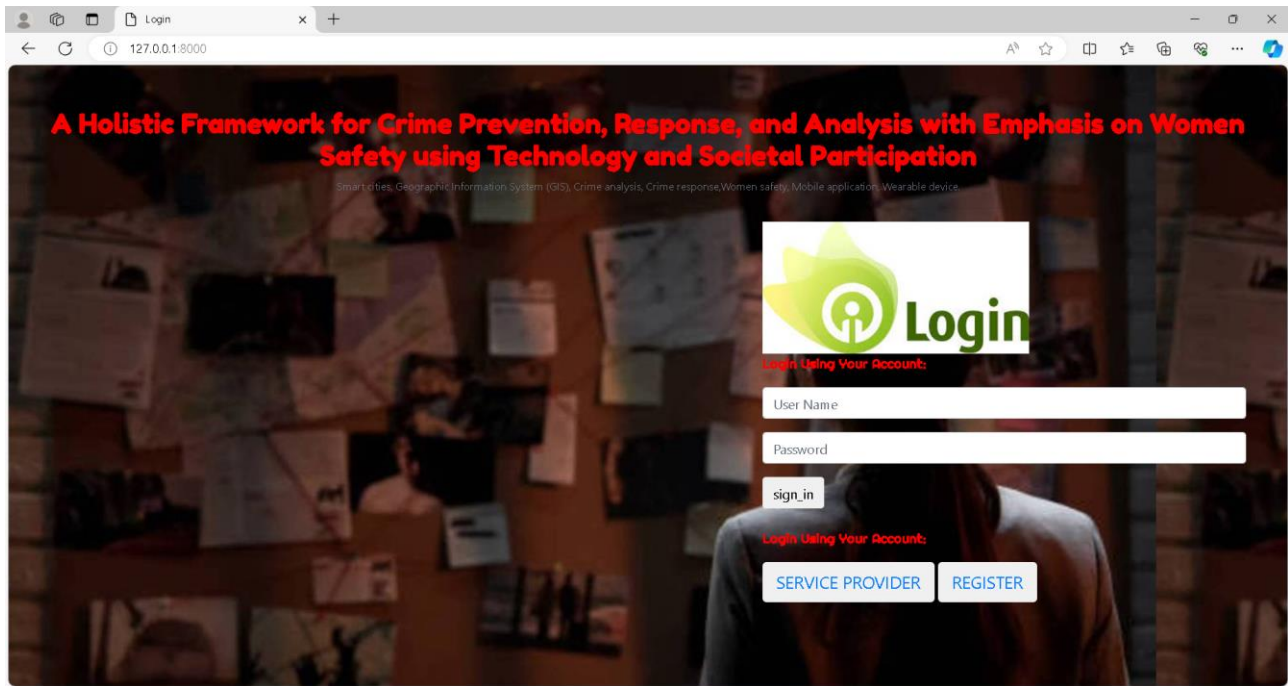 Login
127.0.0.1:8000
A Holistic Framework for Crime Prevention, Response, and Analysis with Emphasis on Women
Safety using Technology and Societal Participation
Smart cities, Geographic Information System (GIS), Crime analysis, Crime response,Women safety, Mobile application, Wearable device.
Login
Login Using Your Account:
User Name
Password
sign_in
Login Using Your Account:
SERVICE PROVIDER REGISTER